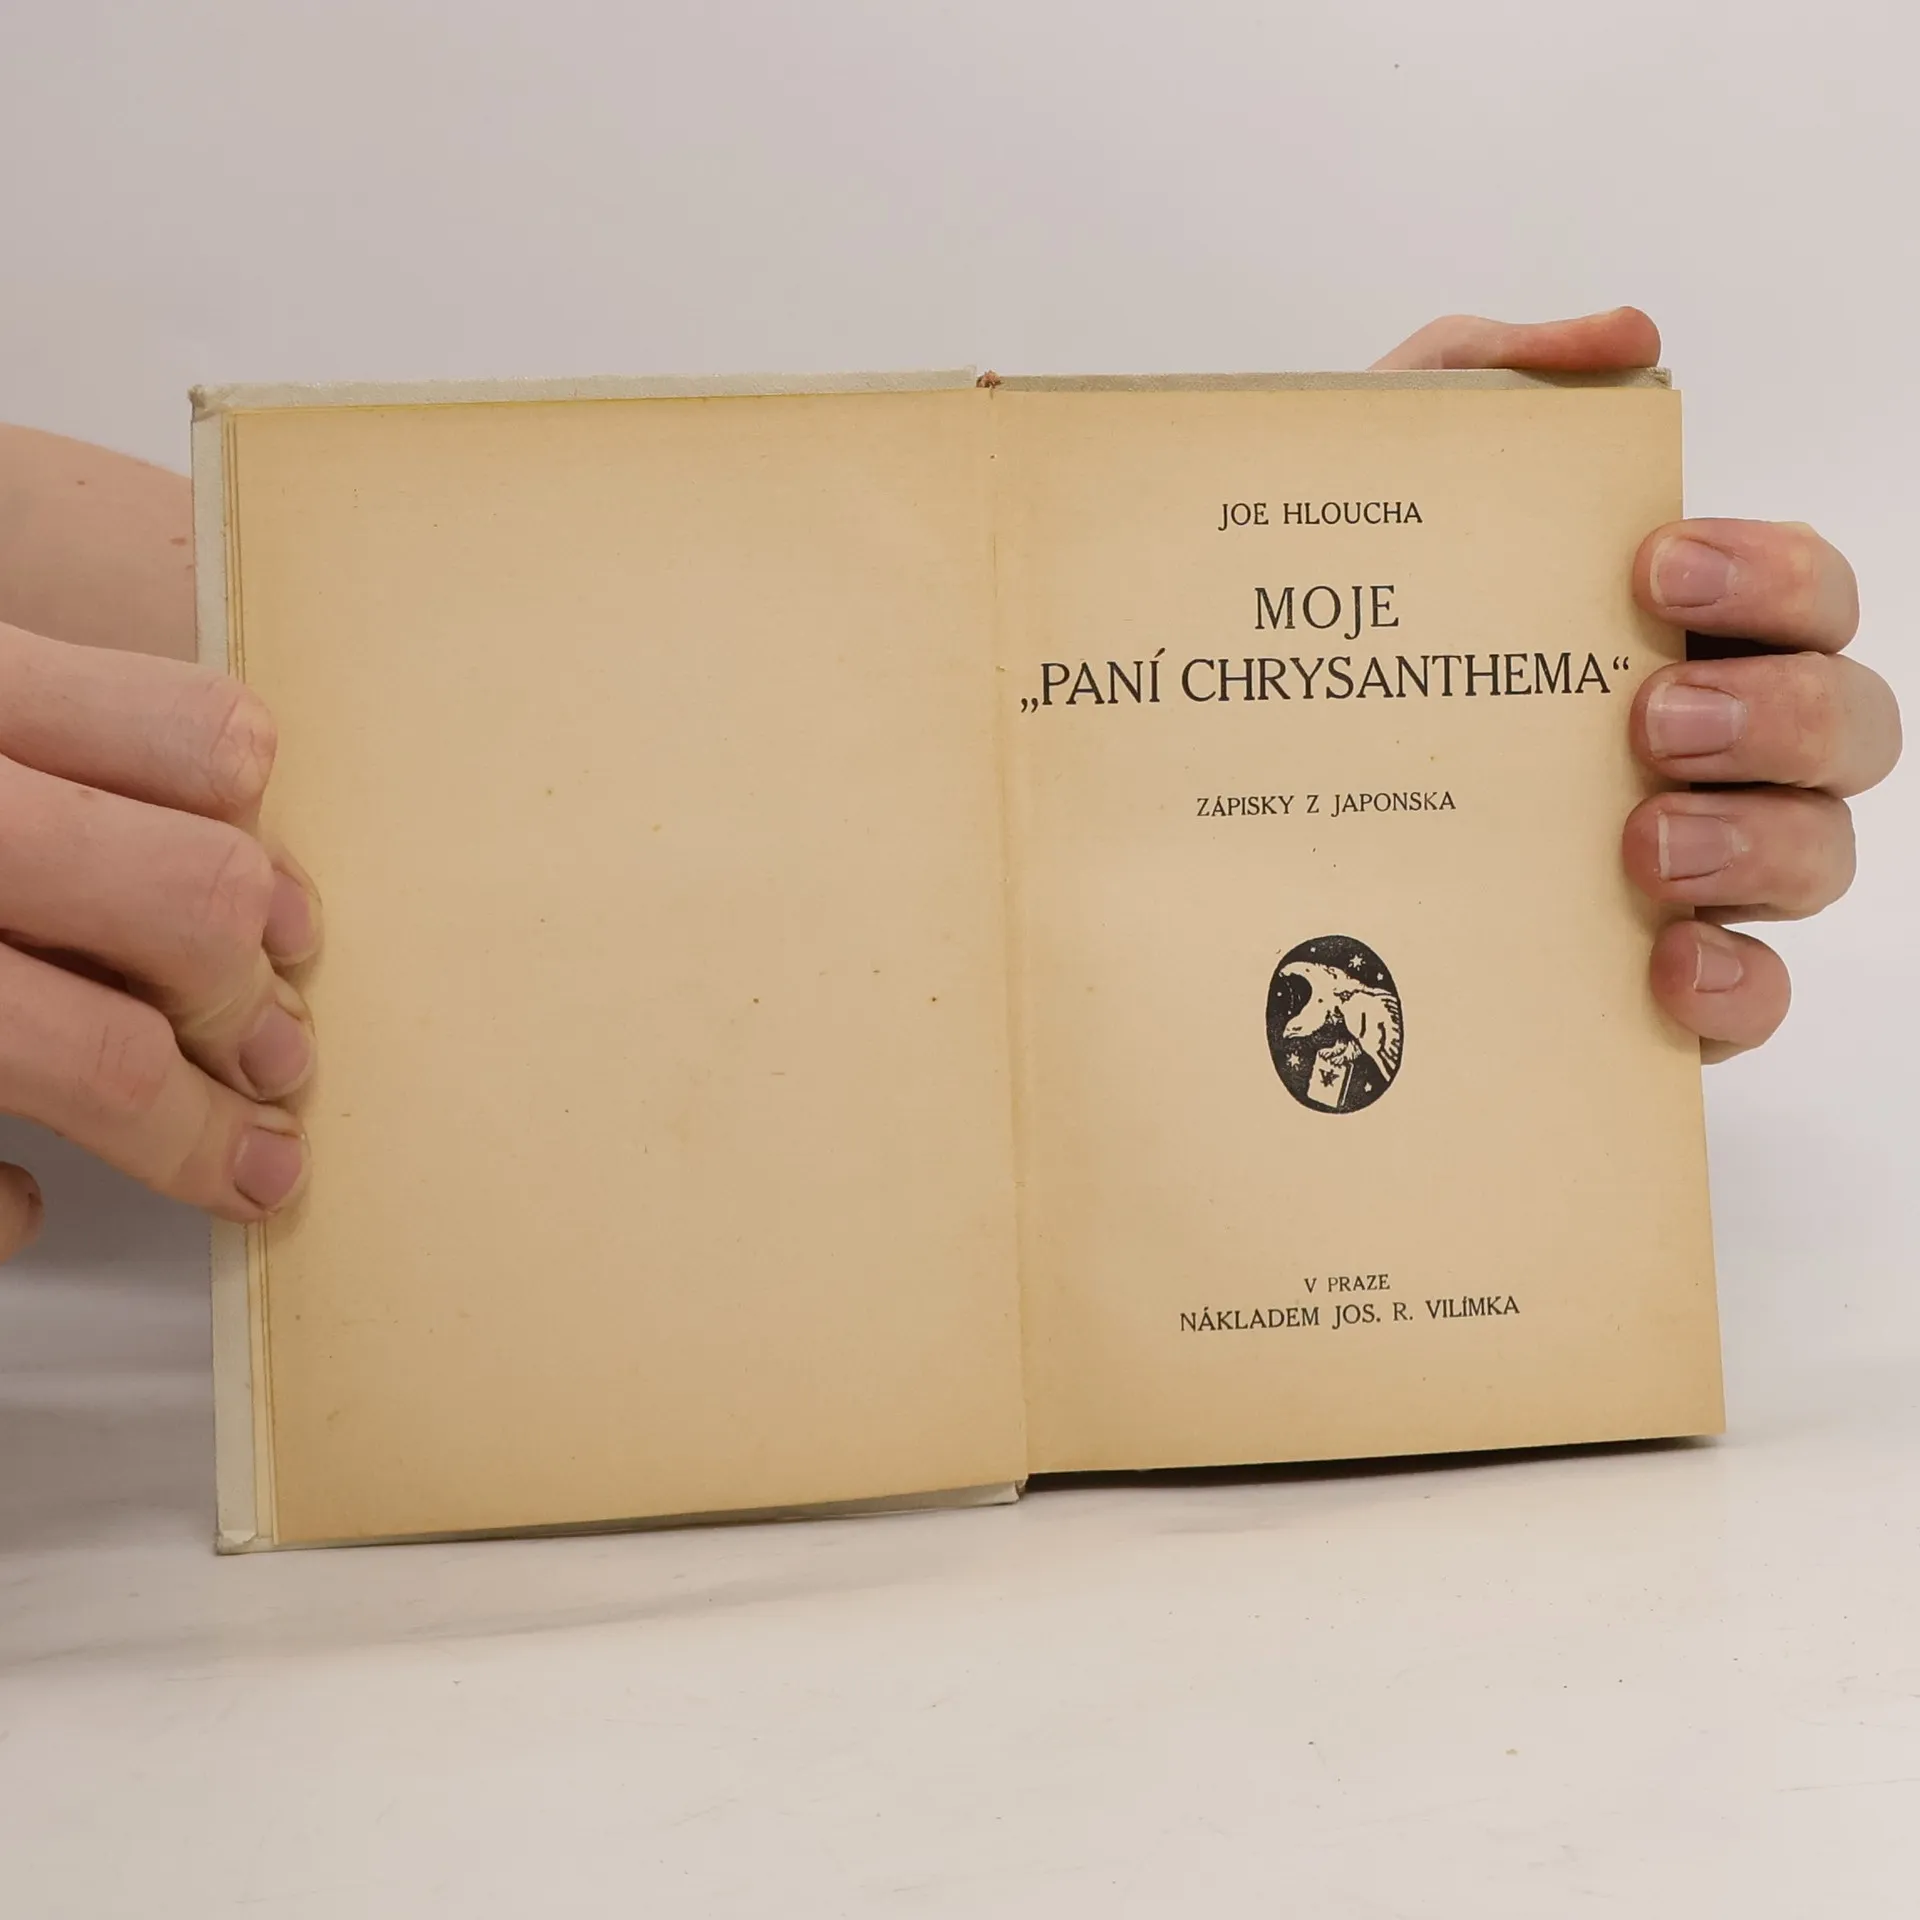 JOE HLOUCHA
MOJE
„PANÍ CHRYSANTHEMA“
ZÁPISKY Z JAPONSKA
V PRAZE
NÁKLADEM JOS. R. VILÍMKA